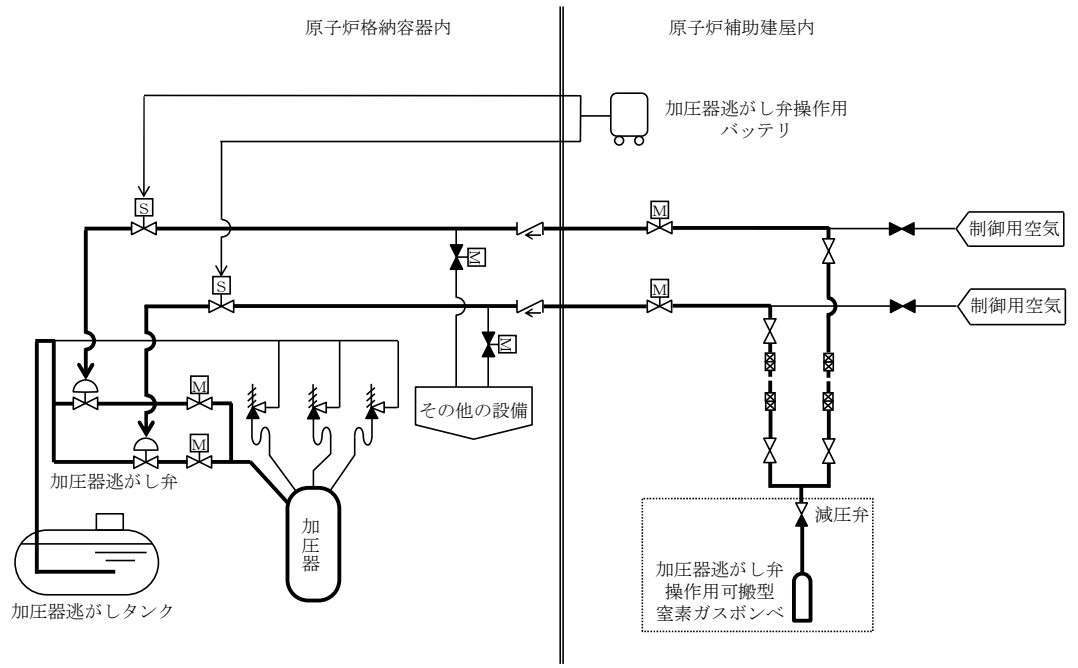 原子炉格納容器内
原子炉補助建屋内
加圧器逃がし弁操作用
バッテリ
S
M
制御用空気
M
S
M
制御用空気
M
M
その他の設備
M
加圧器逃がし弁
加圧器
減圧弁
加圧器逃がし弁
操作用可搬型
窒素ガスボンベ
加圧器逃がしタンク